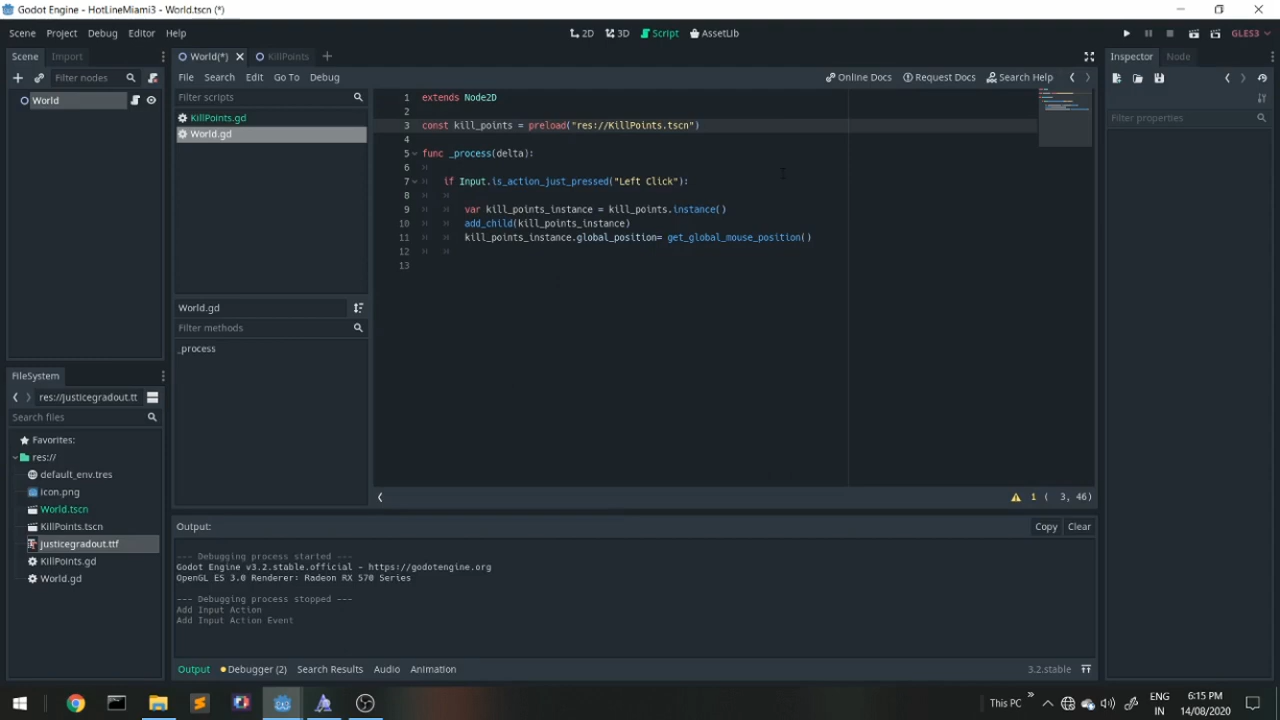 Godot Engine - HotLineMiami3 - World.tscn (*)
Scene Project Debug Editor Help
2D 3D Script AssetLib
GLES3
Scene Import
World(*) KillPoints
Inspector Node
Filter nodes
File Search Edit Go To Debug
Online Docs Request Docs Search Help
World
Filter scripts
KillPoints.gd
World.gd
Filter properties
1 extends Node2D
2
3 const kill_points = preload("res://KillPoints.tscn")
4
5 func _process(delta):
6
7 if Input.is_action_just_pressed("Left Click"):
8
9 var kill_points_instance = kill_points.instance()
10 add_child(kill_points_instance)
11 kill_points_instance.global_position= get_global_mouse_position()
12
13
World.gd
Filter methods
_process
FileSystem
res://justicegradout.tt
Search files
Favorites:
res://
default_env.tres
icon.png
World.tscn
KillPoints.tscn
justicegradout.ttf
KillPoints.gd
World.gd
1 ( 3, 46)
Output:
Copy Clear
--- Debugging process started ---
Godot Engine v3.2.stable.official - https://godotengine.org
OpenGL ES 3.0 Renderer: Radeon RX 570 Series
--- Debugging process stopped ---
Add Input Action
Add Input Action Event
Output Debugger (2) Search Results Audio Animation
3.2.stable
This PC
ENG
IN
6:15 PM
14/08/2020